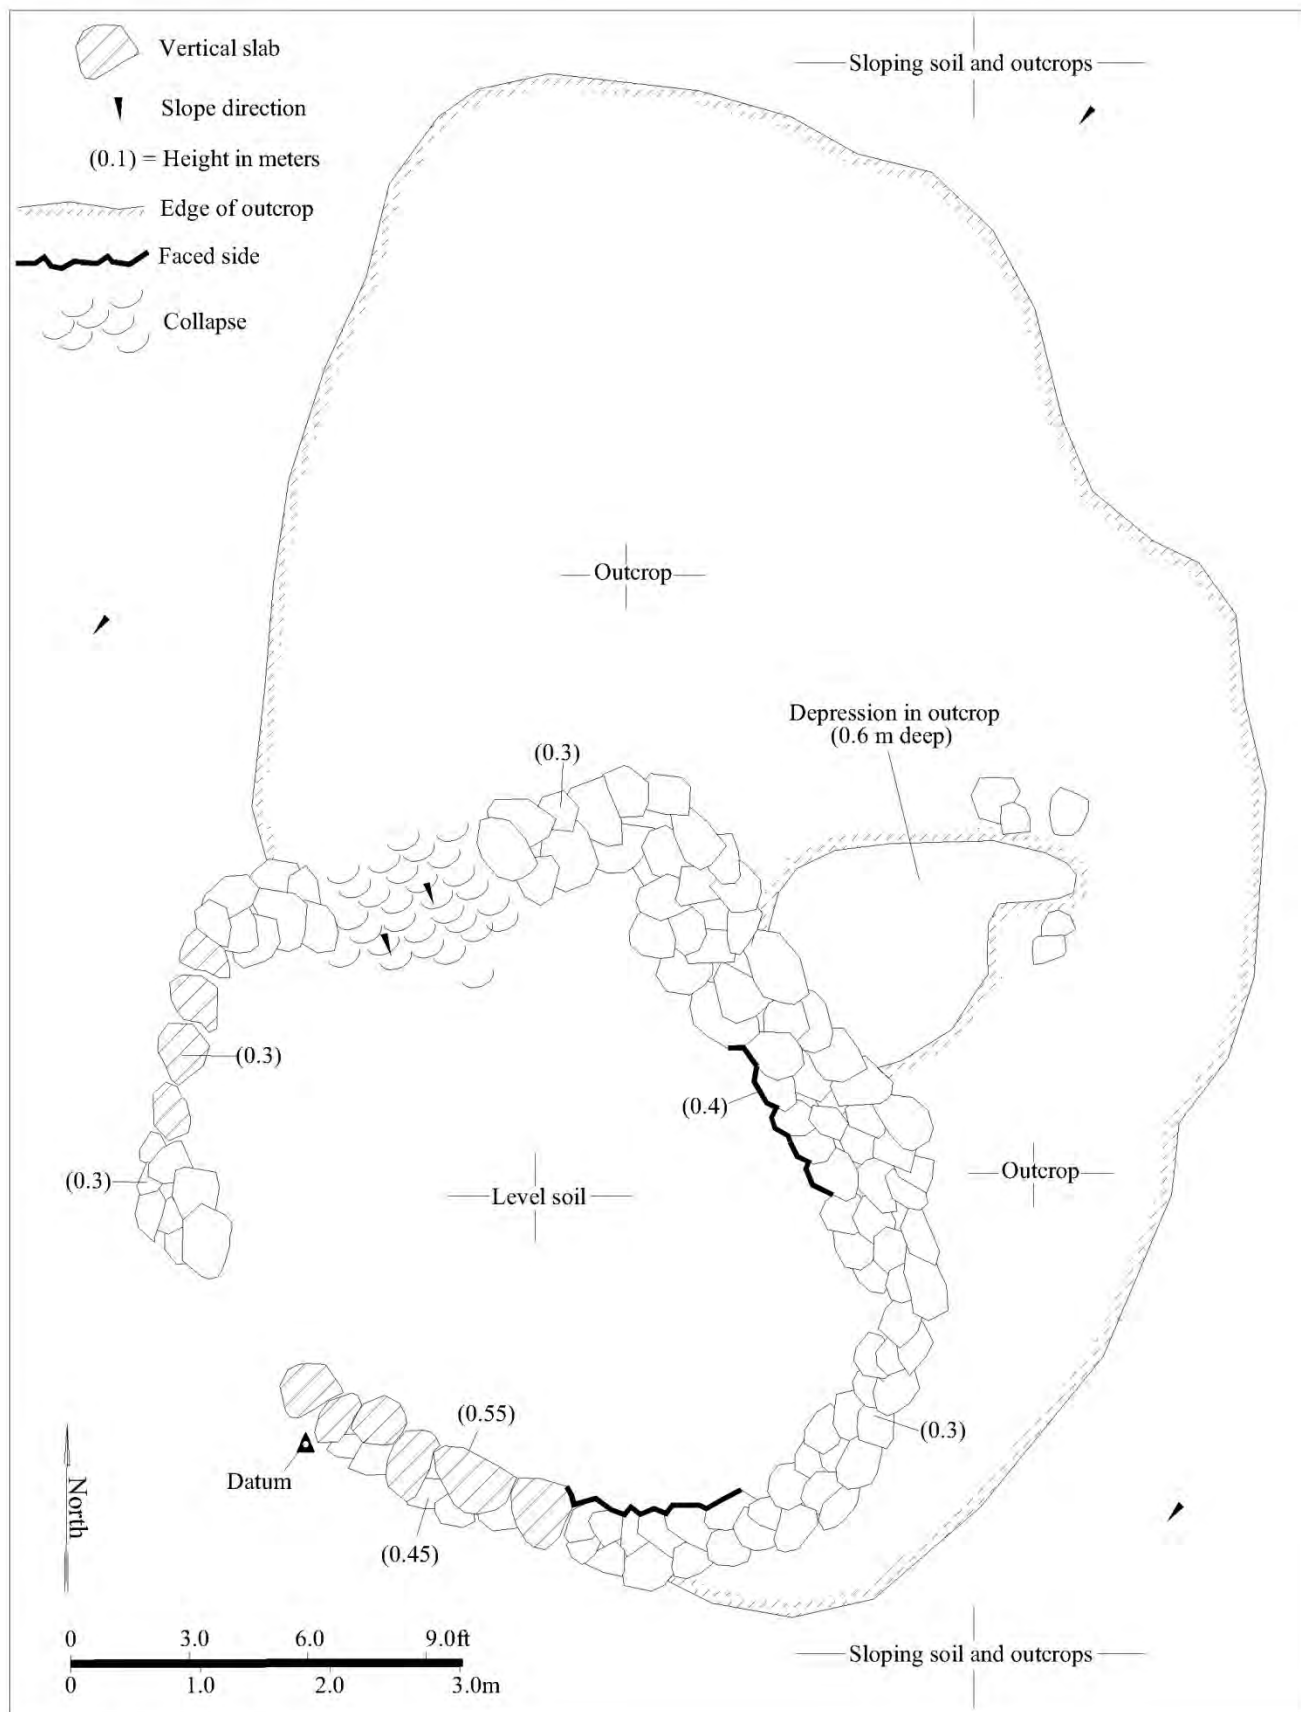 Vertical slab
Slope direction
(0.1) = Height in meters
Edge of outcrop
Faced side
Collapse
Sloping soil and outcrops
Outcrop
Depression in outcrop
(0.6 m deep)
(0.3)
(0.3)
(0.4)
(0.3)
Level soil
Outcrop
(0.55)
(0.3)
Datum
(0.45)
North
Sloping soil and outcrops
0 3.0 6.0 9.0ft
0 1.0 2.0 3.0m